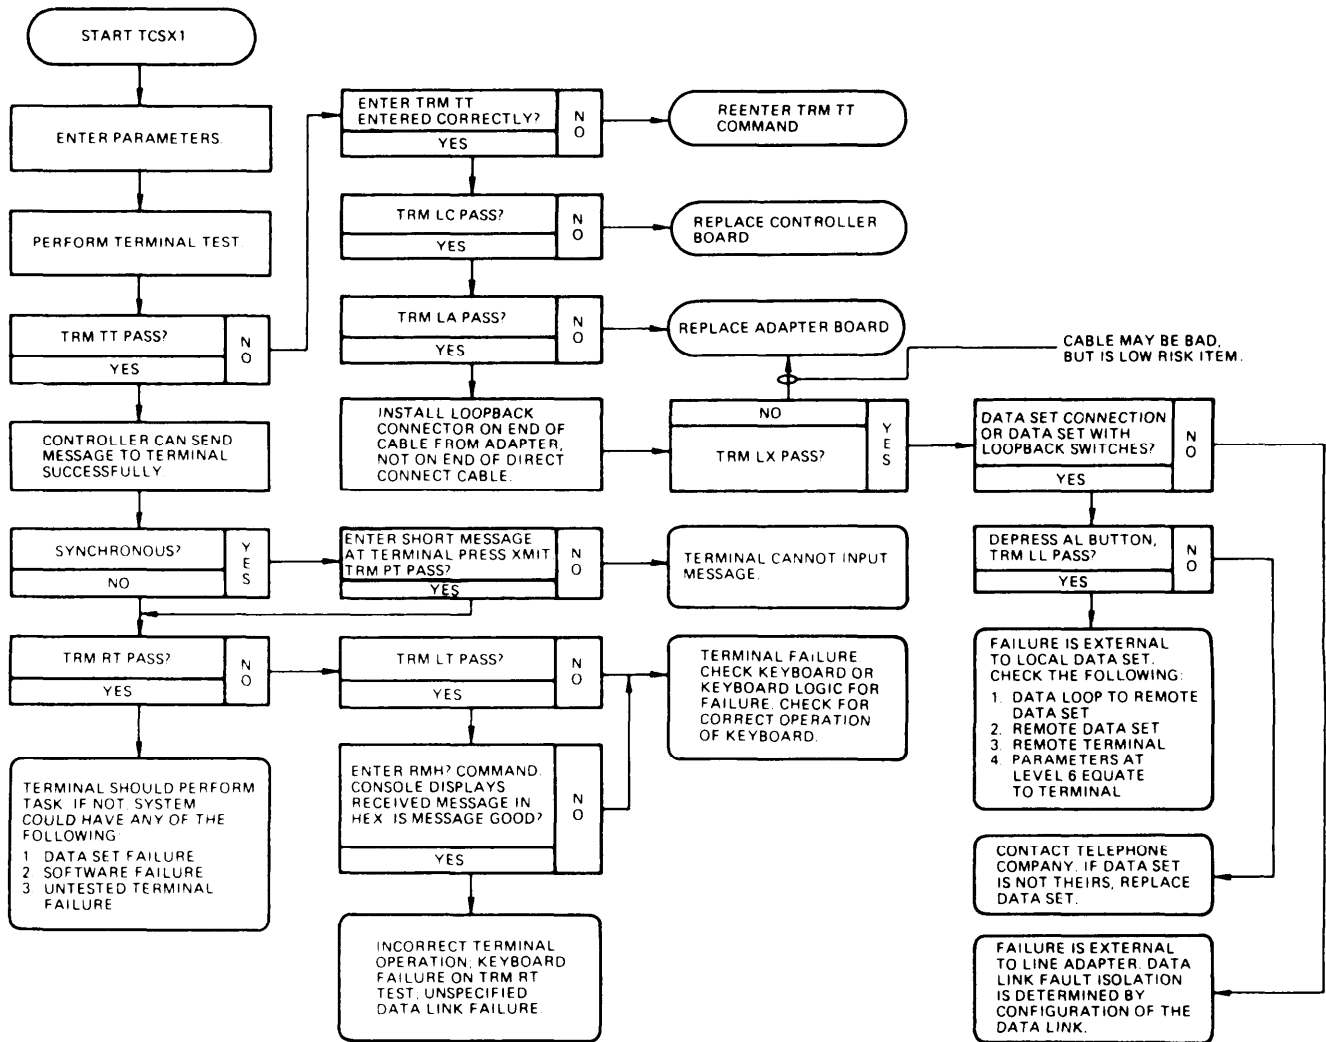 START TCSX1
ENTER PARAMETERS.
PERFORM TERMINAL TEST.
TRM TT PASS?
YES
NO
CONTROLLER CAN SEND
MESSAGE TO TERMINAL
SUCCESSFULLY.
SYNCHRONOUS?
NO
YES
TRM RT PASS?
YES
NO
TERMINAL SHOULD PERFORM
TASK. IF NOT, SYSTEM
COULD HAVE ANY OF THE
FOLLOWING:
1. DATA SET FAILURE
2. SOFTWARE FAILURE
3. UNTESTED TERMINAL
FAILURE
ENTER TRM TT
ENTERED CORRECTLY?
YES
NO
TRM LC PASS?
YES
NO
TRM LA PASS?
YES
NO
INSTALL LOOPBACK
CONNECTOR ON END OF
CABLE FROM ADAPTER,
NOT ON END OF DIRECT
CONNECT CABLE.
ENTER SHORT MESSAGE
AT TERMINAL PRESS XMIT
TRM PT PASS?
YES
NO
TRM LT PASS?
YES
NO
ENTER RMH? COMMAND.
CONSOLE DISPLAYS
RECEIVED MESSAGE IN
HEX. IS MESSAGE GOOD?
YES
NO
INCORRECT TERMINAL
OPERATION; KEYBOARD
FAILURE ON TRM RT
TEST, UNSPECIFIED
DATA LINK FAILURE
REENTER TRM TT
COMMAND
REPLACE CONTROLLER
BOARD
REPLACE ADAPTER BOARD
CABLE MAY BE BAD,
BUT IS LOW RISK ITEM.
NO
TRM LX PASS?
YES
TERMINAL CANNOT INPUT
MESSAGE.
TERMINAL FAILURE
CHECK KEYBOARD OR
KEYBOARD LOGIC FOR
FAILURE. CHECK FOR
CORRECT OPERATION
OF KEYBOARD.
DATA SET CONNECTION
OR DATA SET WITH
LOOPBACK SWITCHES?
YES
NO
DEPRESS AL BUTTON,
TRM LL PASS?
YES
NO
FAILURE IS EXTERNAL
TO LOCAL DATA SET.
CHECK THE FOLLOWING:
1. DATA LOOP TO REMOTE
DATA SET
2. REMOTE DATA SET
3. REMOTE TERMINAL
4. PARAMETERS AT
LEVEL 6 EQUATE
TO TERMINAL
CONTACT TELEPHONE
COMPANY. IF DATA SET
IS NOT THEIRS, REPLACE
DATA SET.
FAILURE IS EXTERNAL
TO LINE ADAPTER. DATA
LINK FAULT ISOLATION
IS DETERMINED BY
CONFIGURATION OF THE
DATA LINK.